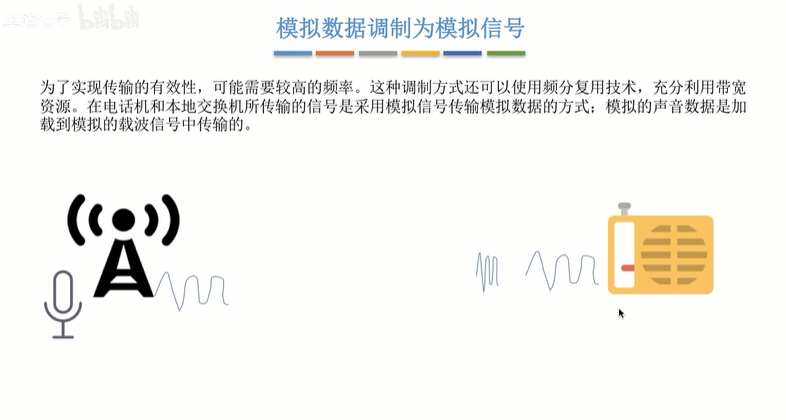 bilibili
模拟数据调制为模拟信号
为了实现传输的有效性，可能需要较高的频率。这种调制方式还可以使用频分复用技术，充分利用带宽
资源。在电话机和本地交换机所传输的信号是采用模拟信号传输模拟数据的方式；模拟的声音数据是加
载到模拟的载波信号中传输的。